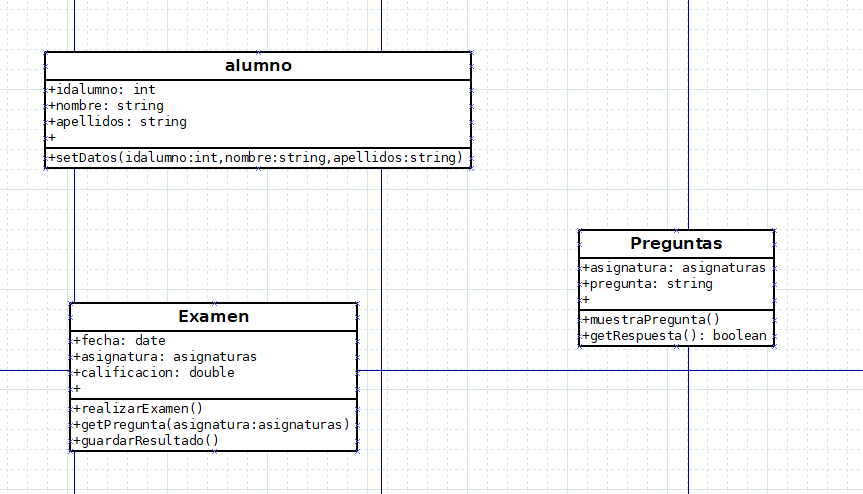 alumno
+idalumno: int
+nombre: string
+apellidos: string
+
+setDatos(idalumno:int,nombre:string,apellidos:string)
Preguntas
+asignatura: asignaturas
+pregunta: string
+
+muestraPregunta()
+getRespuesta(): boolean
Examen
+fecha: date
+asignatura: asignaturas
+calificacion: double
+
+realizarExamen()
+getPregunta(asignatura:asignaturas)
+guardarResultado()